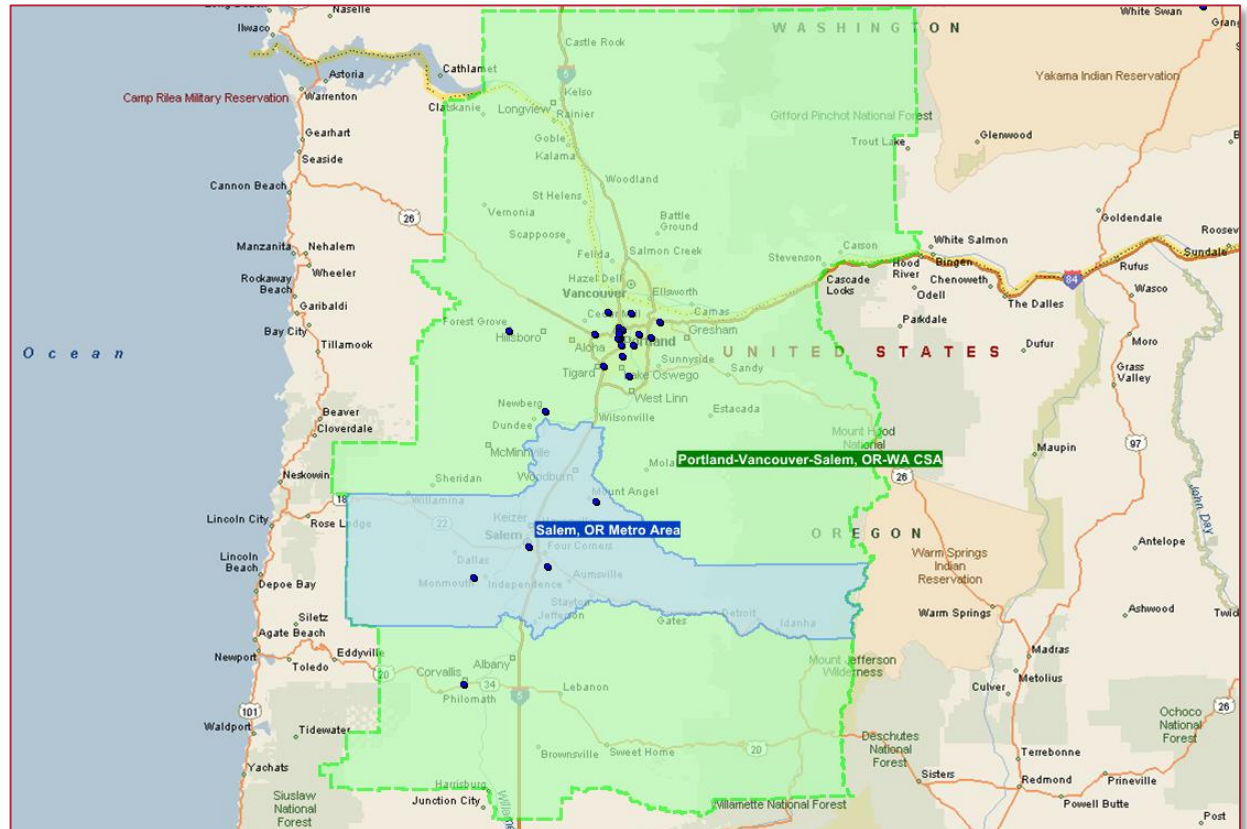 Naselle
Ilwaco
Castle Rock
WASHINGTON
White Swan
5
Kelso
Cathlamet
Astoria
Warrenton
Camp Rilea Military Reservation
Yakama Indian Reservation
Longview
Rainier
Gifford Pinchot National Forest
Gearhart
Goble
Kalama
Trout Lake
Glenwood
Seaside
Cannon Beach
Woodland
St Helens
26
Vernonia
Battle
Ground
Goldendale
Scappoose
Salmon Creek
Carson
White Salmon
Manzanita
Nehalem
Felida
Stevenson
Hood
River
Bingen
Sundale
Wheeler
Rockaway
Beach
Hazel Dell
Chenoweth
Rufus
84
Vancouver
Ellsworth
Cascade
Locks
Odell
The Dalles
Wasco
Garibaldi
Camas
Bay City
Forest Grove
Gresham
Parkdale
Hillsboro
Aloha
Portland
Tillamook
Moro
Ocean
Sunnyside
UNITED STATES
Dufur
Tigard
Lake Oswego
Sandy
Grass
Valley
West Linn
Newberg
Estacada
Beaver
Dundee
Wilsonville
Cloverdale
Mount Hood
National
Maupin
97
McMinnville
Portland-Vancouver-Salem, OR-WA CSA
Neskowin
Sheridan
Woodburn
26
18
Willamina
Mount Angel
John Day
Lincoln City
Rose Lodge
22
Keizer
Salem, OR Metro Area
Salem
OREGON
Antelope
Four Corners
Lincoln
Beach
Dallas
Warm Springs
Indian
Reservation
Depoe Bay
Monmouth
Independence
Aumsville
Stayton
Warm Springs
Ashwood
Siletz
Jefferson
Gates
Detroit
Idanha
Agate Beach
Newport
Eddyville
Madras
Toledo
Albany
Mount Jefferson
Wilderness
Metolius
20
Corvallis
34
5
Lebanon
Culver
Philomath
101
Ochoco
National
Forest
26
Waldport
Tidewater
Deschutes
National
Forest
Brownsville
Sweet Home
20
Terrebonne
Yachats
Sisters
Redmond
Prineville
Harrisburg
Siuslaw
National
Forest
Junction City
Willamette National Forest
Powell Butte
Post